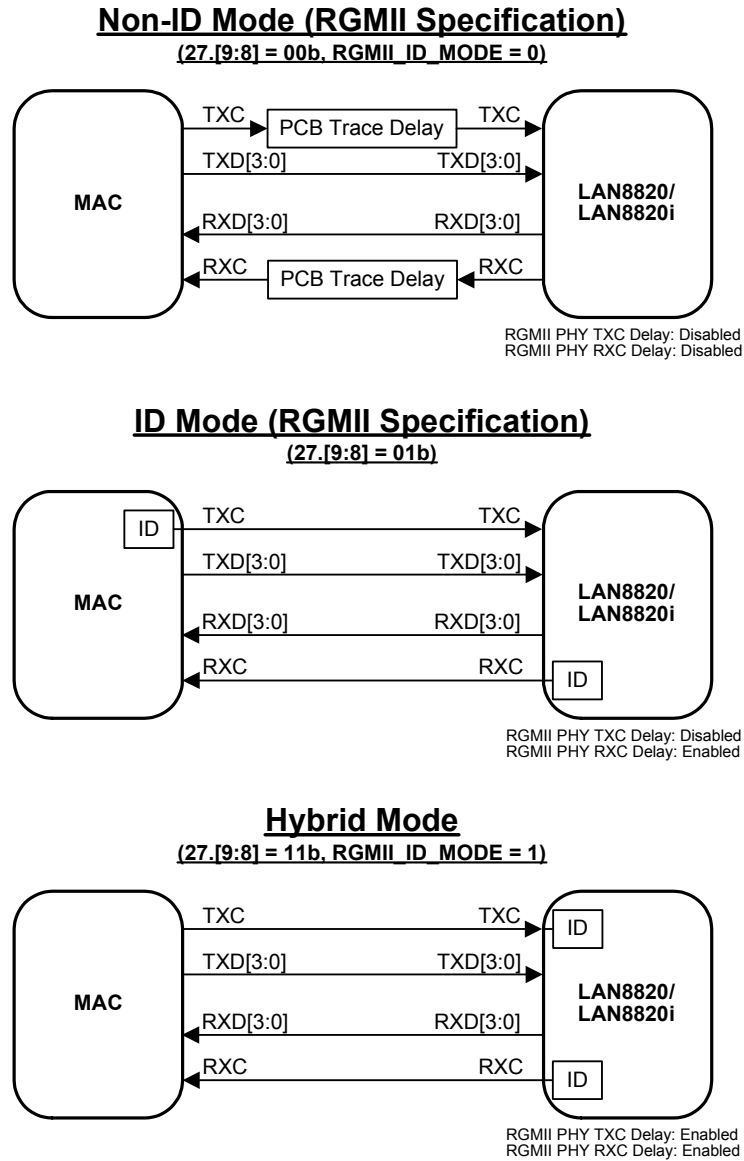 Non-ID Mode (RGMII Specification)
(27.[9:8] = 00b, RGMII_ID_MODE = 0)
TXC PCB Trace Delay TXC
TXD[3:0] TXD[3:0]
MAC
LAN8820/
LAN8820i
RXD[3:0] RXD[3:0]
RXC PCB Trace Delay RXC
RGMII PHY TXC Delay: Disabled
RGMII PHY RXC Delay: Disabled
ID Mode (RGMII Specification)
(27.[9:8] = 01b)
ID TXC TXC
TXD[3:0] TXD[3:0]
MAC
LAN8820/
LAN8820i
RXD[3:0] RXD[3:0]
RXC RXC ID
RGMII PHY TXC Delay: Disabled
RGMII PHY RXC Delay: Enabled
Hybrid Mode
(27.[9:8] = 11b, RGMII_ID_MODE = 1)
TXC TXC ID
TXD[3:0] TXD[3:0]
MAC
LAN8820/
LAN8820i
RXD[3:0] RXD[3:0]
RXC RXC ID
RGMII PHY TXC Delay: Enabled
RGMII PHY RXC Delay: Enabled